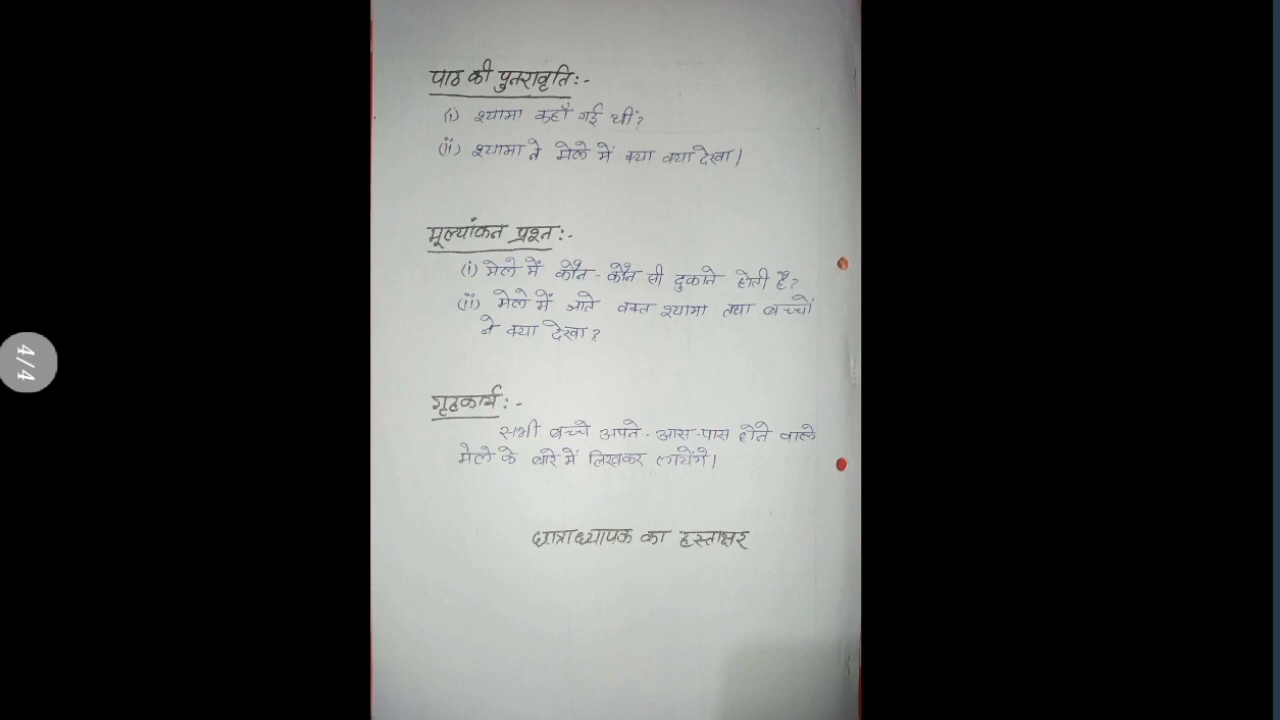 पाठ की पुनरावृति:-
(i) श्यामा कहाँ गई थीं?
(ii) श्यामा ने मेले में क्या क्या देखा।
मूल्यांकन प्रश्न:-
(i) मेले में कौन-कौन सी दुकाने होती है?
(ii) मेले में जाते वक्त श्यामा तथा बच्चों
ने क्या देखा?
गृहकार्य:-
सभी बच्चे अपने-आस-पास होने वाले
मेले के बारे में लिखकर लायेंगे।
छात्राध्यापक का हस्ताक्षर
4/4